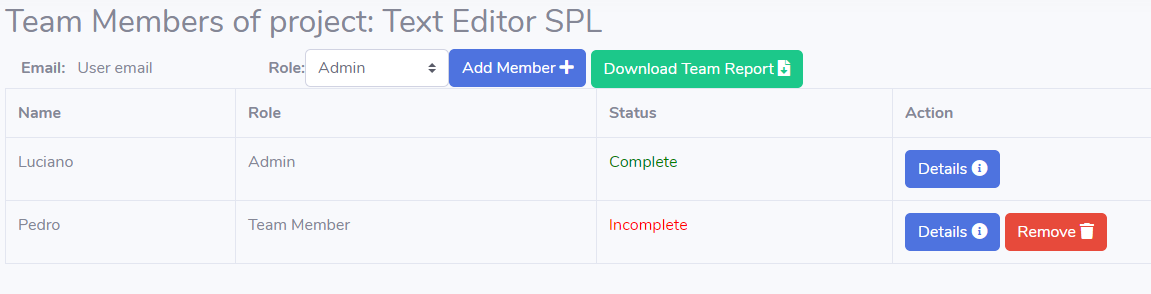 Team Members of project: Text Editor SPL
Email: User email Role: Admin Add Member Download Team Report
Name Role Status Action
Luciano Admin Complete Details
Pedro Team Member Incomplete Details Remove